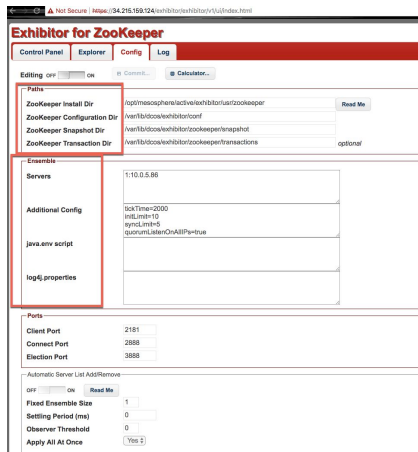 Not Secure | https://34.215.159.124/exhibitor/exhibitor/v1/ui/index.html
Exhibitor for ZooKeeper
Control Panel Explorer Config Log
Editing OFF ON Commit... Calculator...
Paths
ZooKeeper Install Dir /opt/mesosphere/active/exhibitor/usr/zookeeper Read Me
ZooKeeper Configuration Dir /var/lib/dcos/exhibitor/conf
ZooKeeper Snapshot Dir /var/lib/dcos/exhibitor/zookeeper/snapshot
ZooKeeper Transaction Dir /var/lib/dcos/exhibitor/zookeeper/transactions optional
Ensemble
Servers 1:10.0.5.86
Additional Config tickTime=2000
initLimit=10
syncLimit=5
quorumListenOnAllIPs=true
java.env script
log4j.properties
Ports
Client Port 2181
Connect Port 2888
Election Port 3888
Automatic Server List Add/Remove
OFF ON Read Me
Fixed Ensemble Size 1
Settling Period (ms) 0
Observer Threshold 0
Apply All At Once Yes